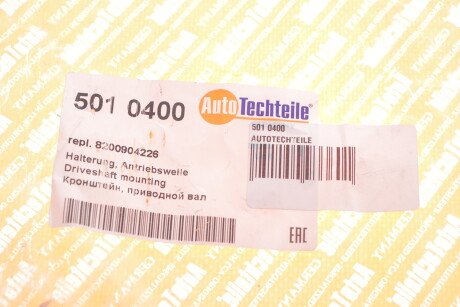 501 0400 AutoTechteile®
repl. 8200904226
Halterung, Antriebswelle
Driveshaft mounting
Кронштейн, приводной вал
EAC
501 0400
AUTOTECHTEILE